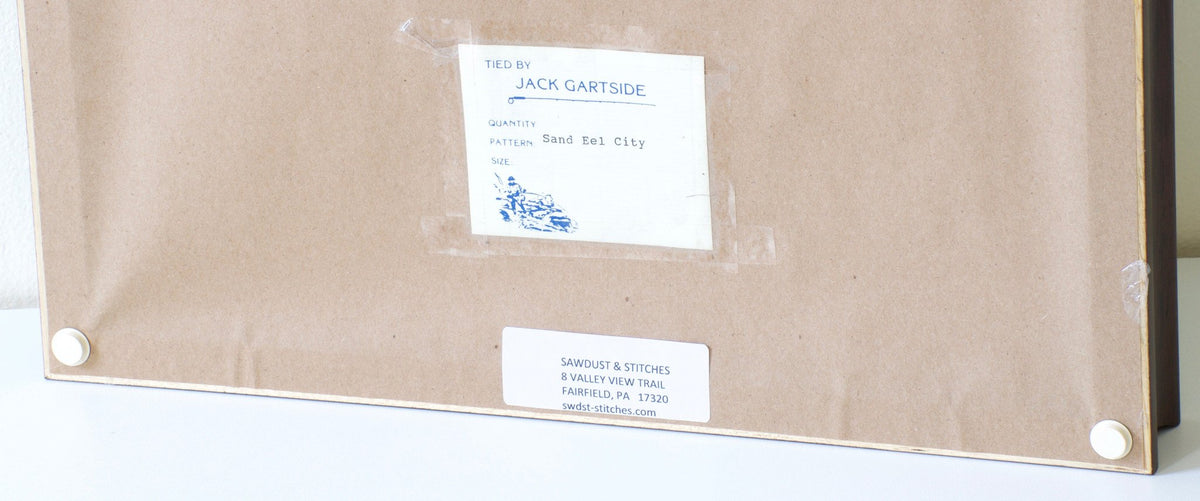 TIED BY
JACK GARTSIDE
QUANTITY
PATTERN Sand Eel City
SIZE
SAWDUST & STITCHES
8 VALLEY VIEW TRAIL
FAIRFIELD, PA 17320
swdst-stitches.com